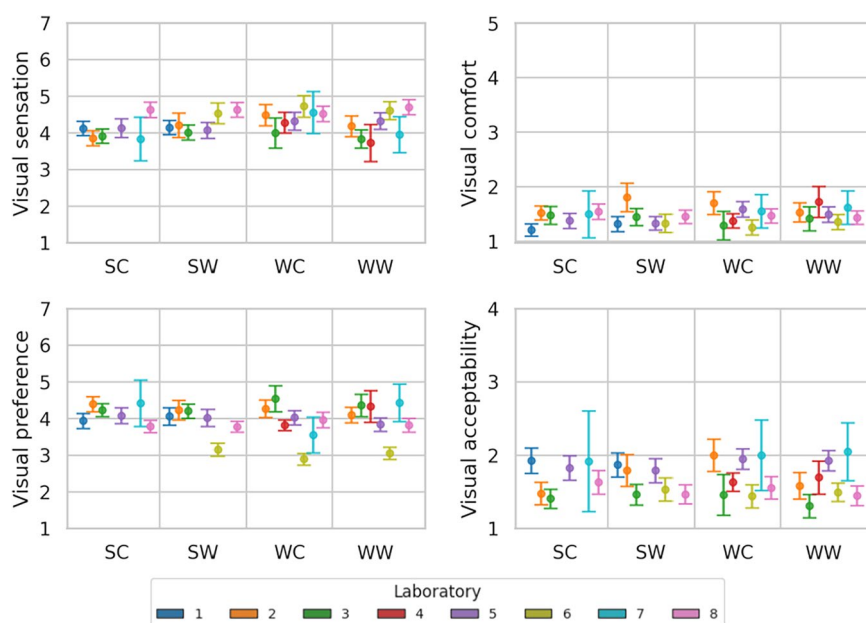 7
6
5
4
3
2
1
Visual sensation
SC SW WC WW
5
4
3
2
1
Visual comfort
SC SW WC WW
7
6
5
4
3
2
1
Visual preference
SC SW WC WW
4
3
2
1
Visual acceptability
SC SW WC WW
Laboratory
1 2 3 4 5 6 7 8